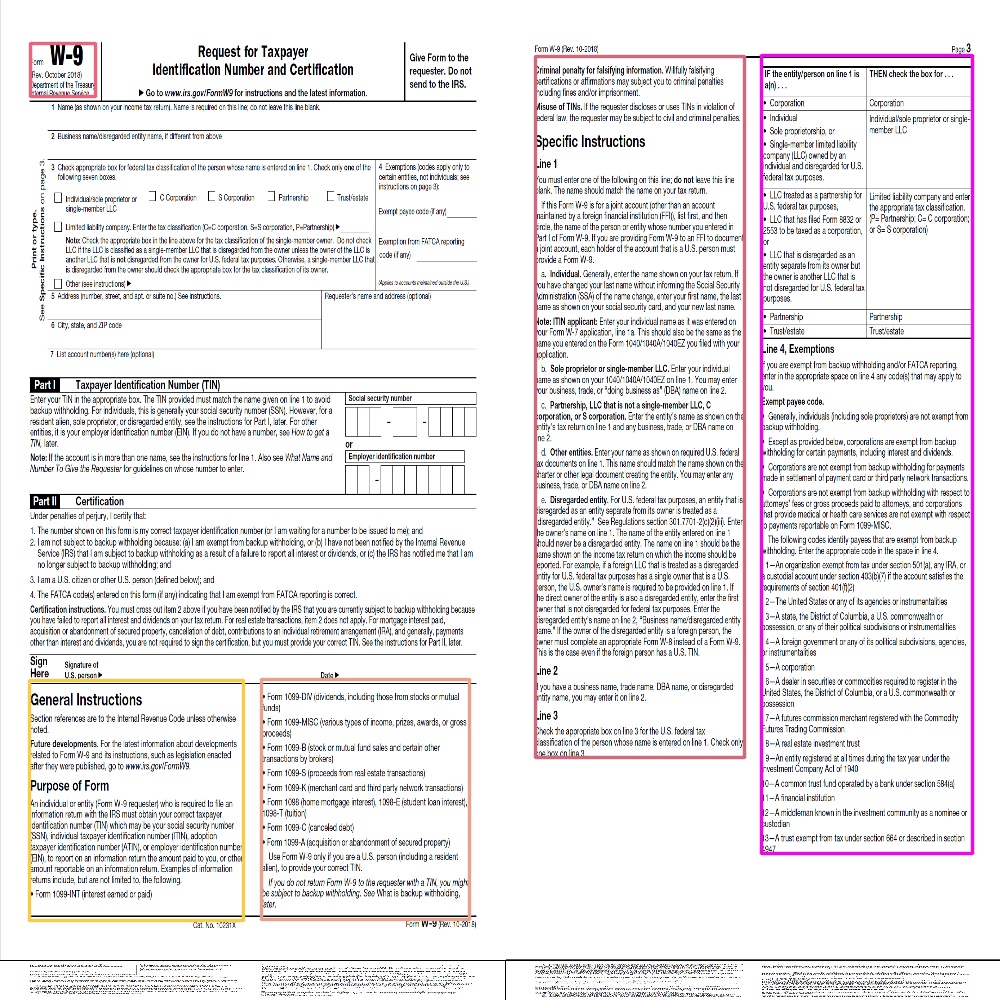 Form W-9
(Rev. October 2018)
Department of the Treasury
Internal Revenue Service
Request for Taxpayer
Identification Number and Certification
▶ Go to www.irs.gov/FormW9 for instructions and the latest information.
Give Form to the
requester. Do not
send to the IRS.
Print or type.
See Specific Instructions on page 3.
1 Name (as shown on your income tax return). Name is required on this line; do not leave this line blank.
2 Business name/disregarded entity name, if different from above
3 Check appropriate box for federal tax classification of the person whose name is entered on line 1. Check only one of the
following seven boxes.
Individual/sole proprietor or
single-member LLC
C Corporation
S Corporation
Partnership
Trust/estate
Limited liability company. Enter the tax classification (C=C corporation, S=S corporation, P=Partnership) ▶
Note: Check the appropriate box in the line above for the tax classification of the single-member owner. Do not check
LLC if the LLC is classified as a single-member LLC that is disregarded from the owner unless the owner of the LLC is
another LLC that is not disregarded from the owner for U.S. federal tax purposes. Otherwise, a single-member LLC that
is disregarded from the owner should check the appropriate box for the tax classification of its owner.
Other (see instructions) ▶
4 Exemptions (codes apply only to
certain entities, not individuals; see
instructions on page 3):
Exempt payee code (if any)
Exemption from FATCA reporting
code (if any)
(Applies to accounts maintained outside the U.S.)
5 Address (number, street, and apt. or suite no.) See instructions.
Requester's name and address (optional)
6 City, state, and ZIP code
7 List account number(s) here (optional)
Part I Taxpayer Identification Number (TIN)
Enter your TIN in the appropriate box. The TIN provided must match the name given on line 1 to avoid
backup withholding. For individuals, this is generally your social security number (SSN). However, for a
resident alien, sole proprietor, or disregarded entity, see the instructions for Part I, later. For other
entities, it is your employer identification number (EIN). If you do not have a number, see How to get a
TIN, later.
Note: If the account is in more than one name, see the instructions for line 1. Also see What Name and
Number To Give the Requester for guidelines on whose number to enter.
Social security number
or
Employer identification number
Part II Certification
Under penalties of perjury, I certify that:
1. The number shown on this form is my correct taxpayer identification number (or I am waiting for a number to be issued to me); and
2. I am not subject to backup withholding because: (a) I am exempt from backup withholding, or (b) I have not been notified by the Internal Revenue
Service (IRS) that I am subject to backup withholding as a result of a failure to report all interest or dividends, or (c) the IRS has notified me that I am
no longer subject to backup withholding; and
3. I am a U.S. citizen or other U.S. person (defined below); and
4. The FATCA code(s) entered on this form (if any) indicating that I am exempt from FATCA reporting is correct.
Certification instructions. You must cross out item 2 above if you have been notified by the IRS that you are currently subject to backup withholding because
you have failed to report all interest and dividends on your tax return. For real estate transactions, item 2 does not apply. For mortgage interest paid,
acquisition or abandonment of secured property, cancellation of debt, contributions to an individual retirement arrangement (IRA), and generally, payments
other than interest and dividends, you are not required to sign the certification, but you must provide your correct TIN. See the instructions for Part II, later.
Sign
Here
Signature of
U.S. person ▶
Date ▶
General Instructions
Section references are to the Internal Revenue Code unless otherwise
noted.
Future developments. For the latest information about developments
related to Form W-9 and its instructions, such as legislation enacted
after they were published, go to www.irs.gov/FormW9.
Purpose of Form
An individual or entity (Form W-9 requester) who is required to file an
information return with the IRS must obtain your correct taxpayer
identification number (TIN) which may be your social security number
(SSN), individual taxpayer identification number (ITIN), adoption
taxpayer identification number (ATIN), or employer identification number
(EIN), to report on an information return the amount paid to you, or other
amount reportable on an information return. Examples of information
returns include, but are not limited to, the following.
• Form 1099-INT (interest earned or paid)
• Form 1099-DIV (dividends, including those from stocks or mutual
funds)
• Form 1099-MISC (various types of income, prizes, awards, or gross
proceeds)
• Form 1099-B (stock or mutual fund sales and certain other
transactions by brokers)
• Form 1099-S (proceeds from real estate transactions)
• Form 1099-K (merchant card and third party network transactions)
• Form 1098 (home mortgage interest), 1098-E (student loan interest),
1098-T (tuition)
• Form 1099-C (canceled debt)
• Form 1099-A (acquisition or abandonment of secured property)
Use Form W-9 only if you are a U.S. person (including a resident
alien), to provide your correct TIN.
If you do not return Form W-9 to the requester with a TIN, you might
be subject to backup withholding. See What is backup withholding,
later.
Cat. No. 10231X
Form W-9 (Rev. 10-2018)
Form W-9 (Rev. 10-2018)
Page 3
Criminal penalty for falsifying information. Willfully falsifying
certifications or affirmations may subject you to criminal penalties
including fines and/or imprisonment.
Misuse of TINs. If the requester discloses or uses TINs in violation of
federal law, the requester may be subject to civil and criminal penalties.
Specific Instructions
Line 1
You must enter one of the following on this line; do not leave this line
blank. The name should match the name on your tax return.
If this Form W-9 is for a joint account (other than an account
maintained by a foreign financial institution (FFI)), list first, and then
circle, the name of the person or entity whose number you entered in
Part I of Form W-9. If you are providing Form W-9 to an FFI to document
a joint account, each holder of the account that is a U.S. person must
provide a Form W-9.
a. Individual. Generally, enter the name shown on your tax return. If
you have changed your last name without informing the Social Security
Administration (SSA) of the name change, enter your first name, the last
name as shown on your social security card, and your new last name.
Note: ITIN applicant: Enter your individual name as it was entered on
your Form W-7 application, line 1a. This should also be the same as the
name you entered on the Form 1040/1040A/1040EZ you filed with your
application.
b. Sole proprietor or single-member LLC. Enter your individual
name as shown on your 1040/1040A/1040EZ on line 1. You may enter
your business, trade, or "doing business as" (DBA) name on line 2.
c. Partnership, LLC that is not a single-member LLC, C
corporation, or S corporation. Enter the entity's name as shown on the
entity's tax return on line 1 and any business, trade, or DBA name on
line 2.
d. Other entities. Enter your name as shown on required U.S. federal
tax documents on line 1. This name should match the name shown on the
charter or other legal document creating the entity. You may enter any
business, trade, or DBA name on line 2.
e. Disregarded entity. For U.S. federal tax purposes, an entity that is
disregarded as an entity separate from its owner is treated as a
"disregarded entity." See Regulations section 301.7701-2(c)(2)(iii). Enter
the owner's name on line 1. The name of the entity entered on line 1
should never be a disregarded entity. The name on line 1 should be the
name shown on the income tax return on which the income should be
reported. For example, if a foreign LLC that is treated as a disregarded
entity for U.S. federal tax purposes has a single owner that is a U.S.
person, the U.S. owner's name is required to be provided on line 1. If
the direct owner of the entity is also a disregarded entity, enter the first
owner that is not disregarded for federal tax purposes. Enter the
disregarded entity's name on line 2, "Business name/disregarded entity
name." If the owner of the disregarded entity is a foreign person, the
owner must complete an appropriate Form W-8 instead of a Form W-9.
This is the case even if the foreign person has a U.S. TIN.
Line 2
If you have a business name, trade name, DBA name, or disregarded
entity name, you may enter it on line 2.
Line 3
Check the appropriate box on line 3 for the U.S. federal tax
classification of the person whose name is entered on line 1. Check only
one box on line 3.
IF the entity/person on line 1 is
a(n) . . .
THEN check the box for . . .
• Corporation
Corporation
• Individual
• Sole proprietorship, or
• Single-member limited liability
company (LLC) owned by an
individual and disregarded for U.S.
federal tax purposes.
Individual/sole proprietor or single-
member LLC
• LLC treated as a partnership for
U.S. federal tax purposes,
• LLC that has filed Form 8832 or
2553 to be taxed as a corporation,
or
• LLC that is disregarded as an
entity separate from its owner but
the owner is another LLC that is
not disregarded for U.S. federal tax
purposes.
Limited liability company and enter
the appropriate tax classification.
(P= Partnership; C= C corporation;
or S= S corporation)
• Partnership
Partnership
• Trust/estate
Trust/estate
Line 4, Exemptions
If you are exempt from backup withholding and/or FATCA reporting,
enter in the appropriate space on line 4 any code(s) that may apply to
you.
Exempt payee code.
• Generally, individuals (including sole proprietors) are not exempt from
backup withholding.
• Except as provided below, corporations are exempt from backup
withholding for certain payments, including interest and dividends.
• Corporations are not exempt from backup withholding for payments
made in settlement of payment card or third party network transactions.
• Corporations are not exempt from backup withholding with respect to
attorneys' fees or gross proceeds paid to attorneys, and corporations
that provide medical or health care services are not exempt with respect
to payments reportable on Form 1099-MISC.
The following codes identify payees that are exempt from backup
withholding. Enter the appropriate code in the space in line 4.
1—An organization exempt from tax under section 501(a), any IRA, or
a custodial account under section 403(b)(7) if the account satisfies the
requirements of section 401(f)(2)
2—The United States or any of its agencies or instrumentalities
3—A state, the District of Columbia, a U.S. commonwealth or
possession, or any of their political subdivisions or instrumentalities
4—A foreign government or any of its political subdivisions, agencies,
or instrumentalities
5—A corporation
6—A dealer in securities or commodities required to register in the
United States, the District of Columbia, or a U.S. commonwealth or
possession
7—A futures commission merchant registered with the Commodity
Futures Trading Commission
8—A real estate investment trust
9—An entity registered at all times during the tax year under the
Investment Company Act of 1940
10—A common trust fund operated by a bank under section 584(a)
11—A financial institution
12—A middleman known in the investment community as a nominee or
custodian
13—A trust exempt from tax under section 664 or described in section
4947